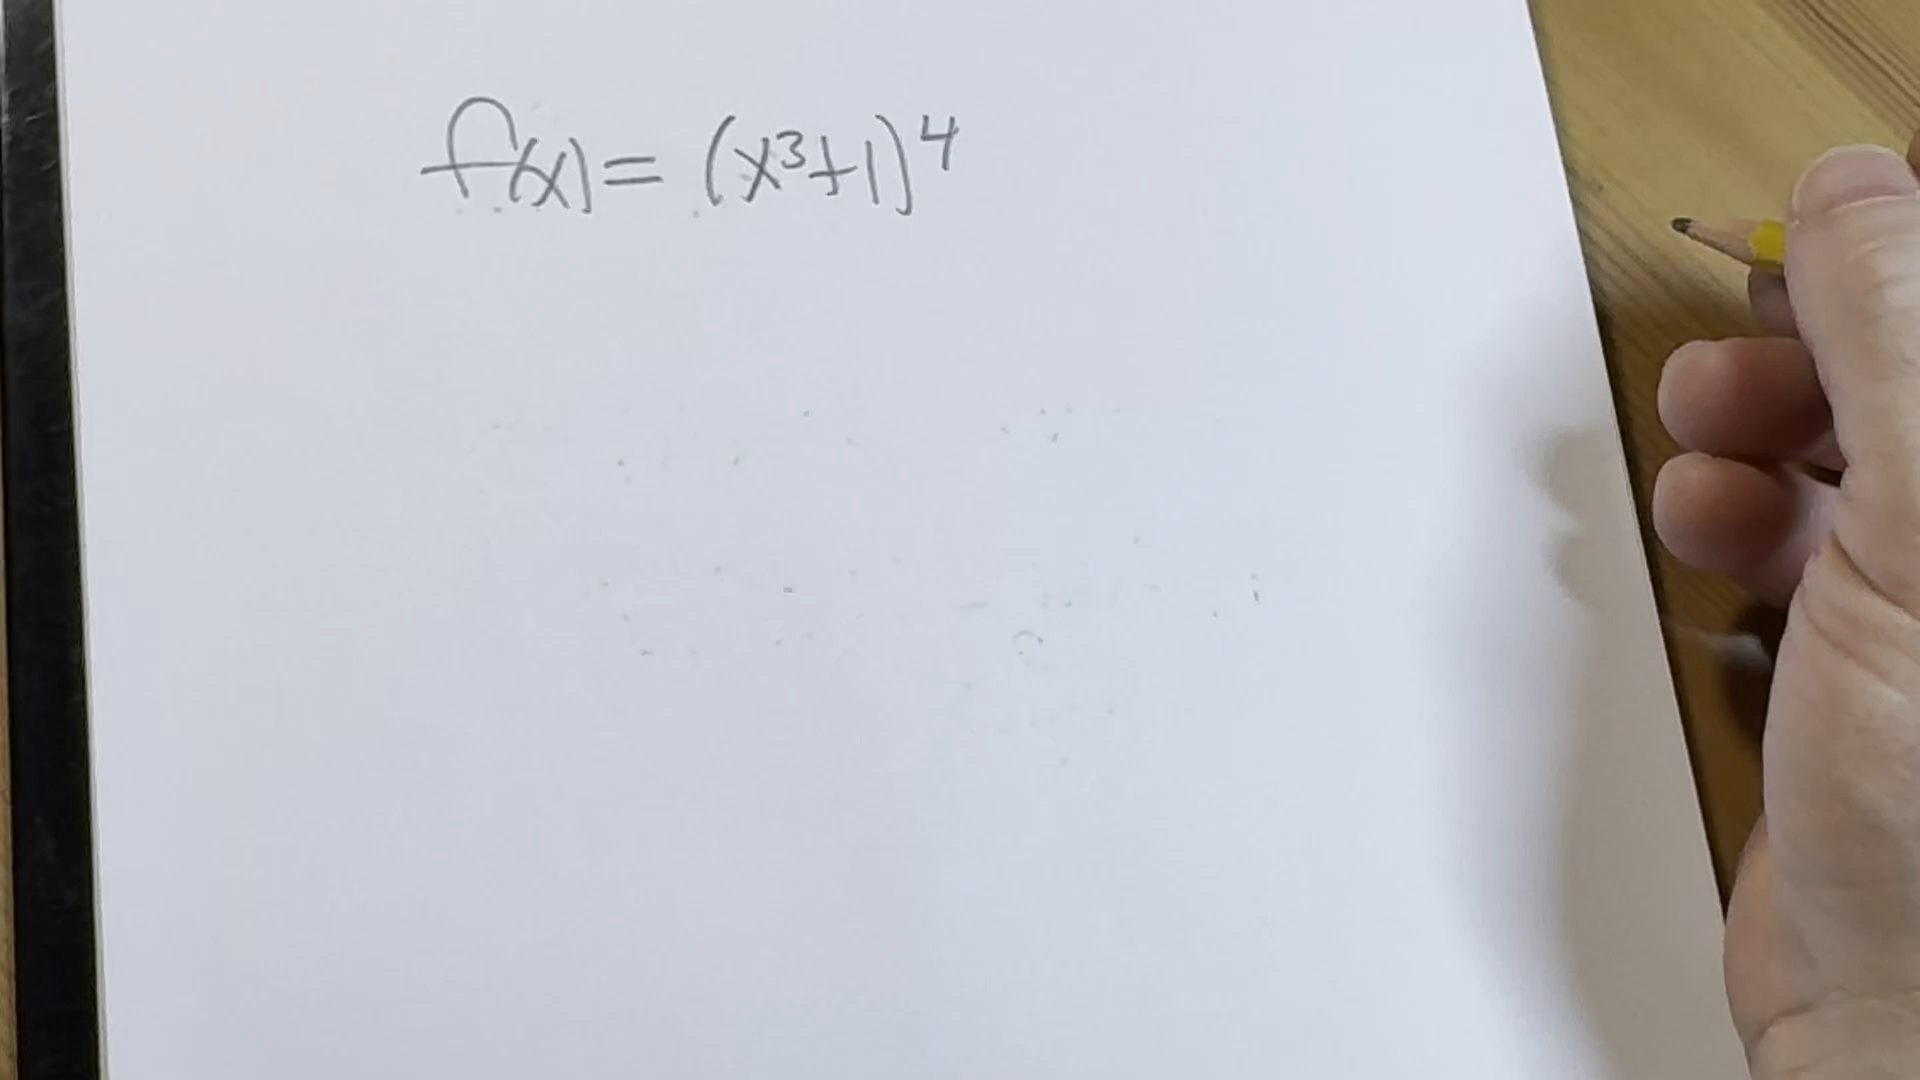 f(x) = (x³+1)⁴